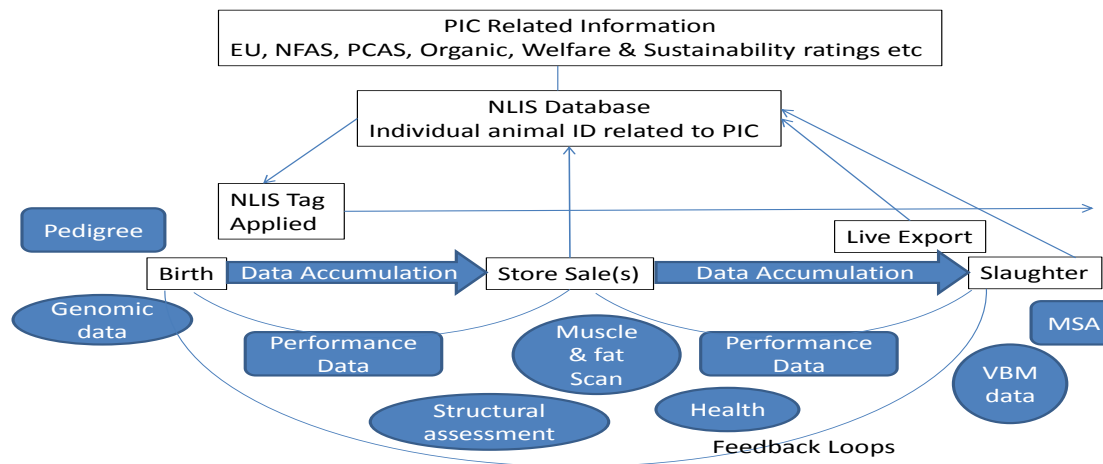 PIC Related Information
EU, NFAS, PCAS, Organic, Welfare & Sustainability ratings etc
NLIS Database
Individual animal ID related to PIC
NLIS Tag
Applied
Pedigree
Live Export
Birth
Data Accumulation
Store Sale(s)
Data Accumulation
Slaughter
Genomic
data
Performance
Data
Muscle
& fat
Scan
Performance
Data
MSA
VBM
data
Structural
assessment
Health
Feedback Loops